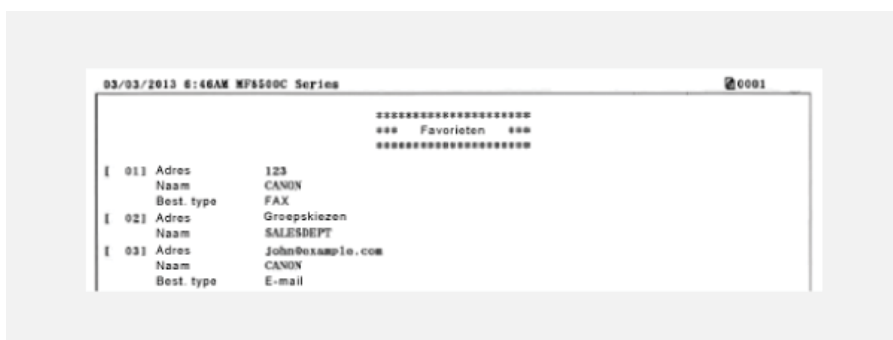 03/03/2013 6:46AM MF8500C Series 0001
*********************
*** Favorieten ***
*********************
[ 01] Adres 123
Naam CANON
Best. type FAX
[ 02] Adres Groepskiezen
Naam SALESDEPT
[ 03] Adres john@example.com
Naam CANON
Best. type E-mail